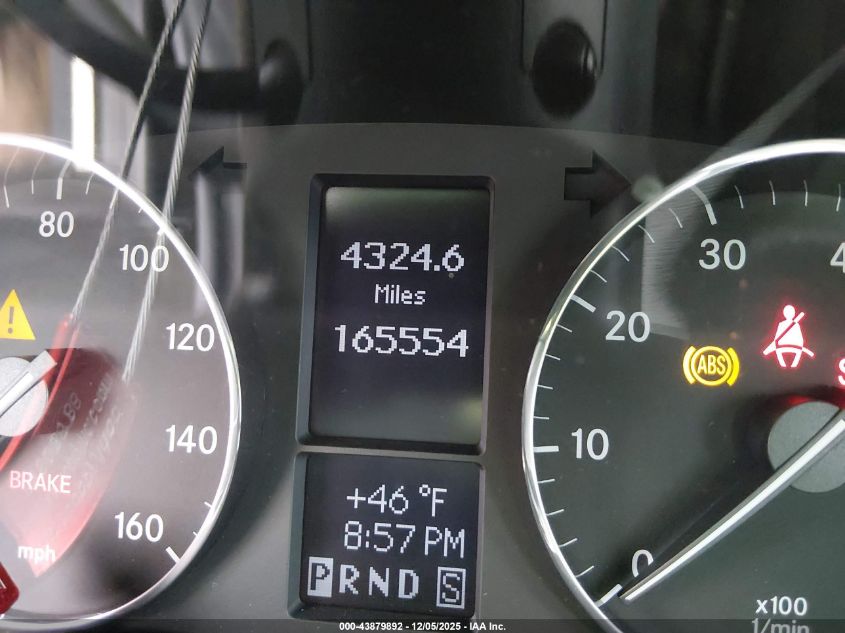 80
100
120
140
160
BRAKE
mph
4324.6
Miles
165554
+46 °F
8:57 PM
P R N D S
0
10
20
30
ABS
x100
1/min
000-43879892 | 12/05/2025 - IAA Inc.